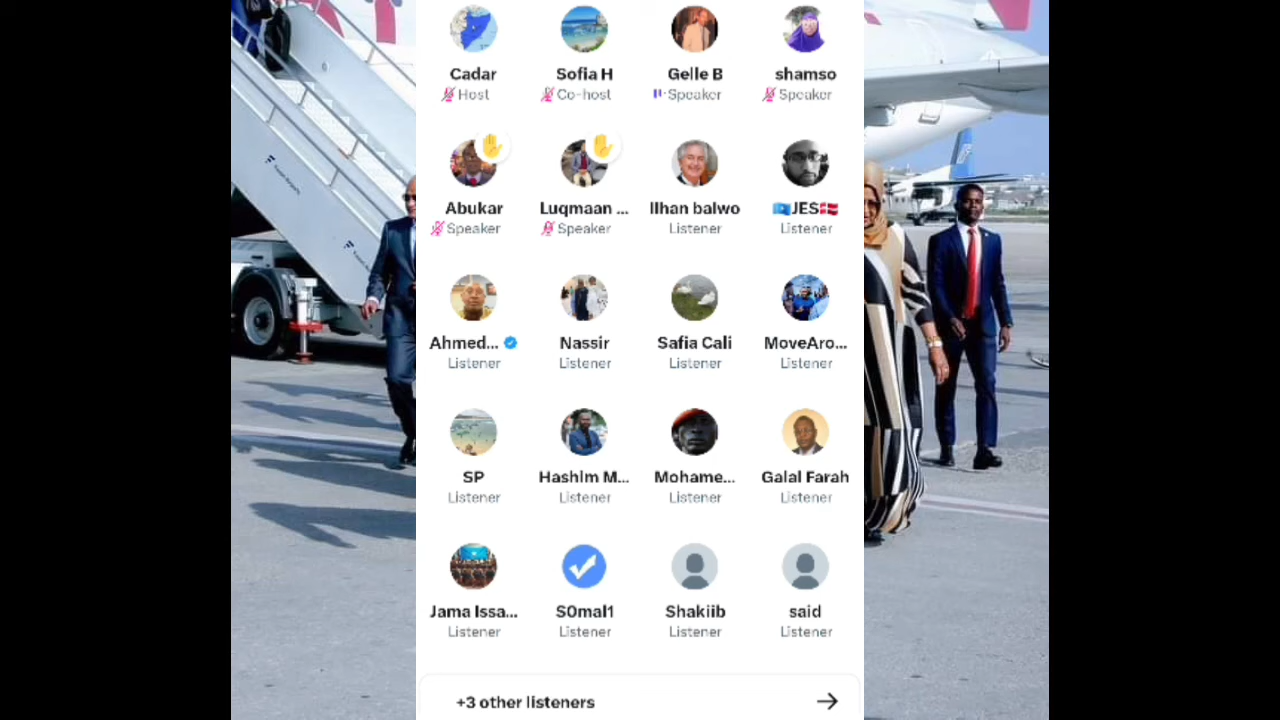 Cadar Sofia H Gelle B shamso
Host Co-host Speaker Speaker
Abukar Luqmaan ... Ilhan balwo JES
Speaker Speaker Listener Listener
Ahmed... Nassir Safia Cali MoveAro...
Listener Listener Listener Listener
SP Hashim M... Mohame... Galal Farah
Listener Listener Listener Listener
Jama Issa... S0mal1 Shakiib said
Listener Listener Listener Listener
+3 other listeners